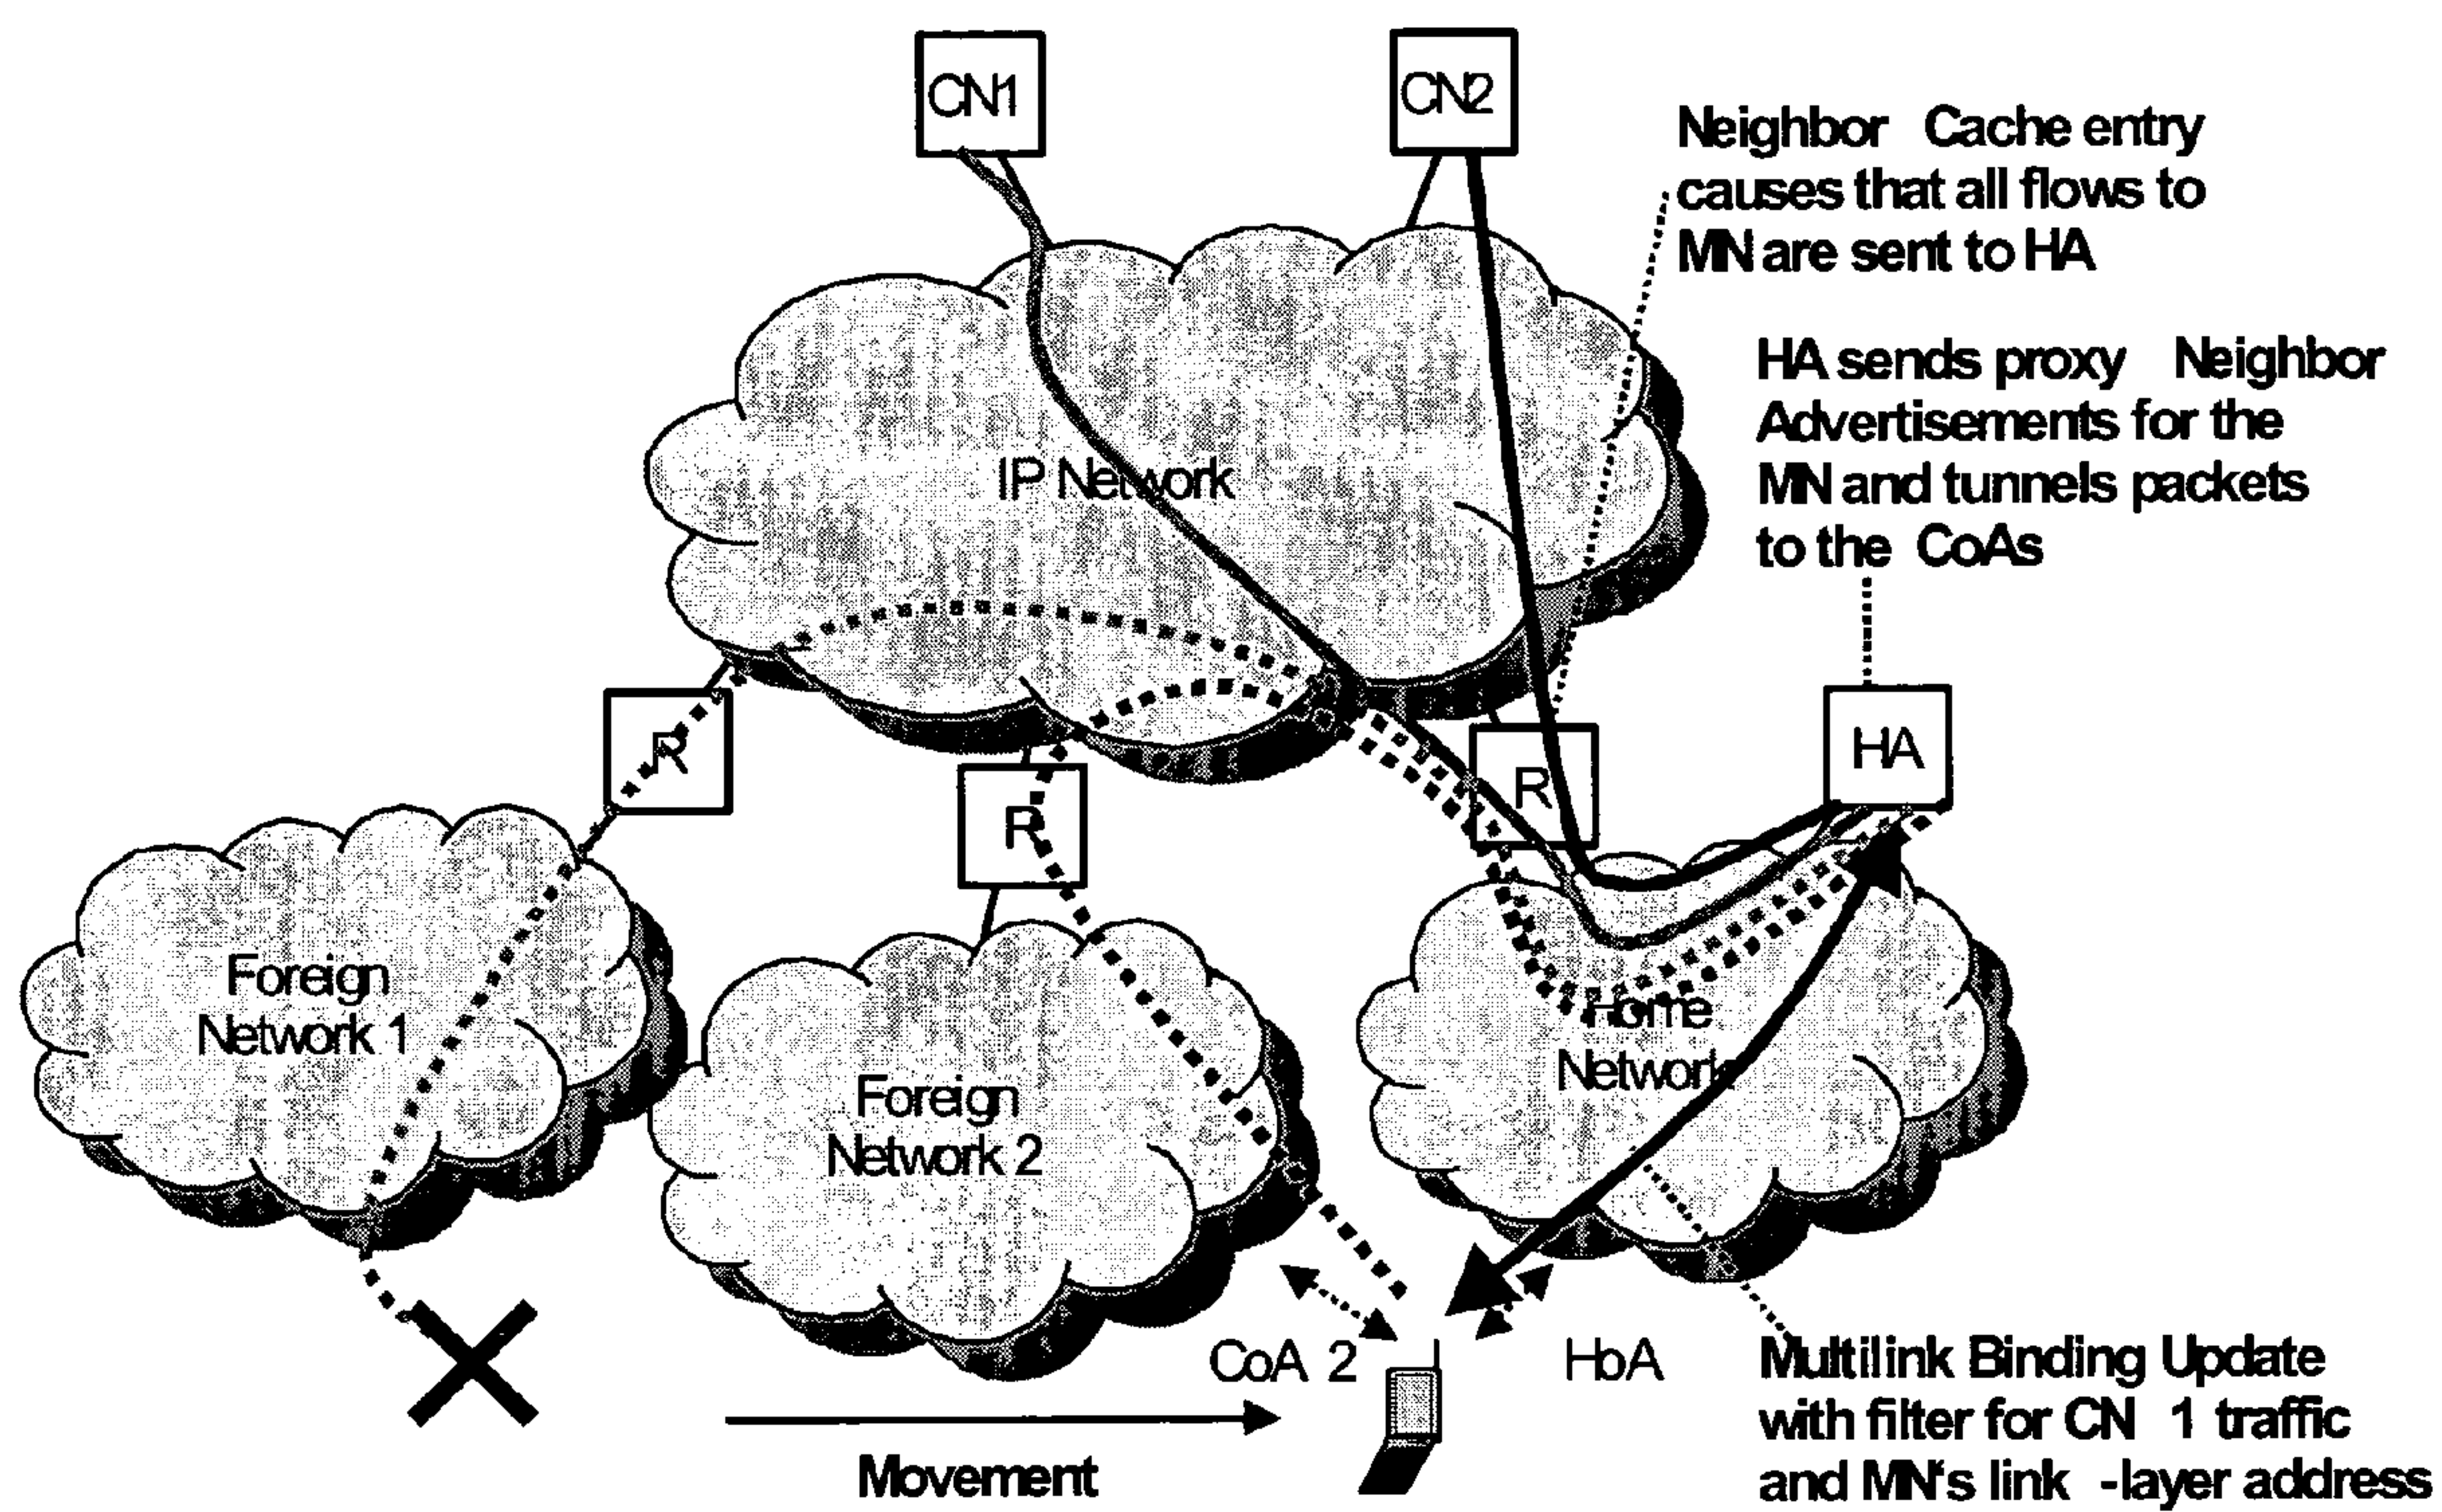 CN1
CN2
Neighbor Cache entry
causes that all flows to
MN are sent to HA
HA sends proxy Neighbor
Advertisements for the
MN and tunnels packets
to the CoAs
IP Network
R
R
R
HA
Foreign
Network 1
Foreign
Network 2
Home
Network
CoA 2
HoA
Movement
Multilink Binding Update
with filter for CN 1 traffic
and MN's link -layer address